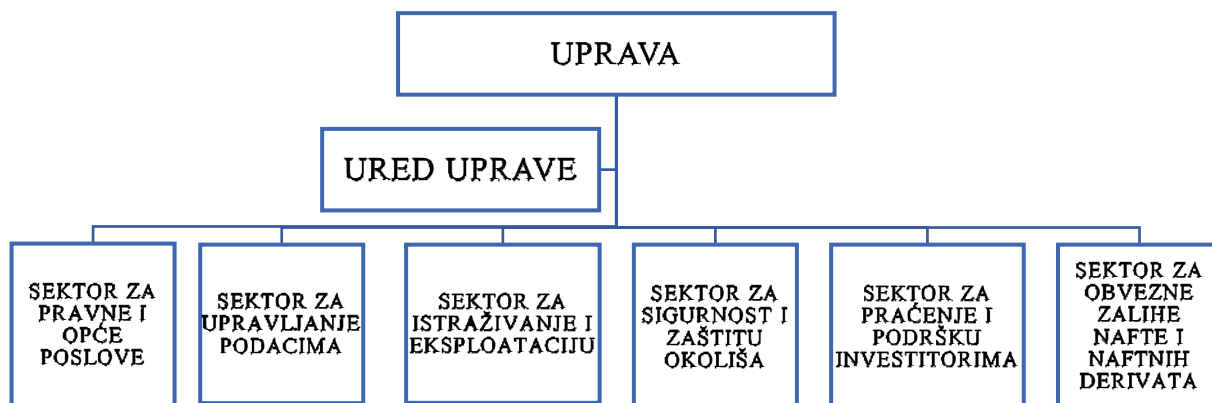 UPRAVA
URED UPRAVE
SEKTOR ZA
PRAVNE I
OPĆE
POSLOVE
SEKTOR ZA
UPRAVLJANJE
PODACIMA
SEKTOR ZA
ISTRAŽIVANJE I
EKSPLOATACIJU
SEKTOR ZA
SIGURNOST I
ZAŠTITU
OKOLIŠA
SEKTOR ZA
PRAĆENJE I
PODRŠKU
INVESTITORIMA
SEKTOR ZA
OBVEZNE
ZALIHE
NAFTE I
NAFTNIH
DERIVATA